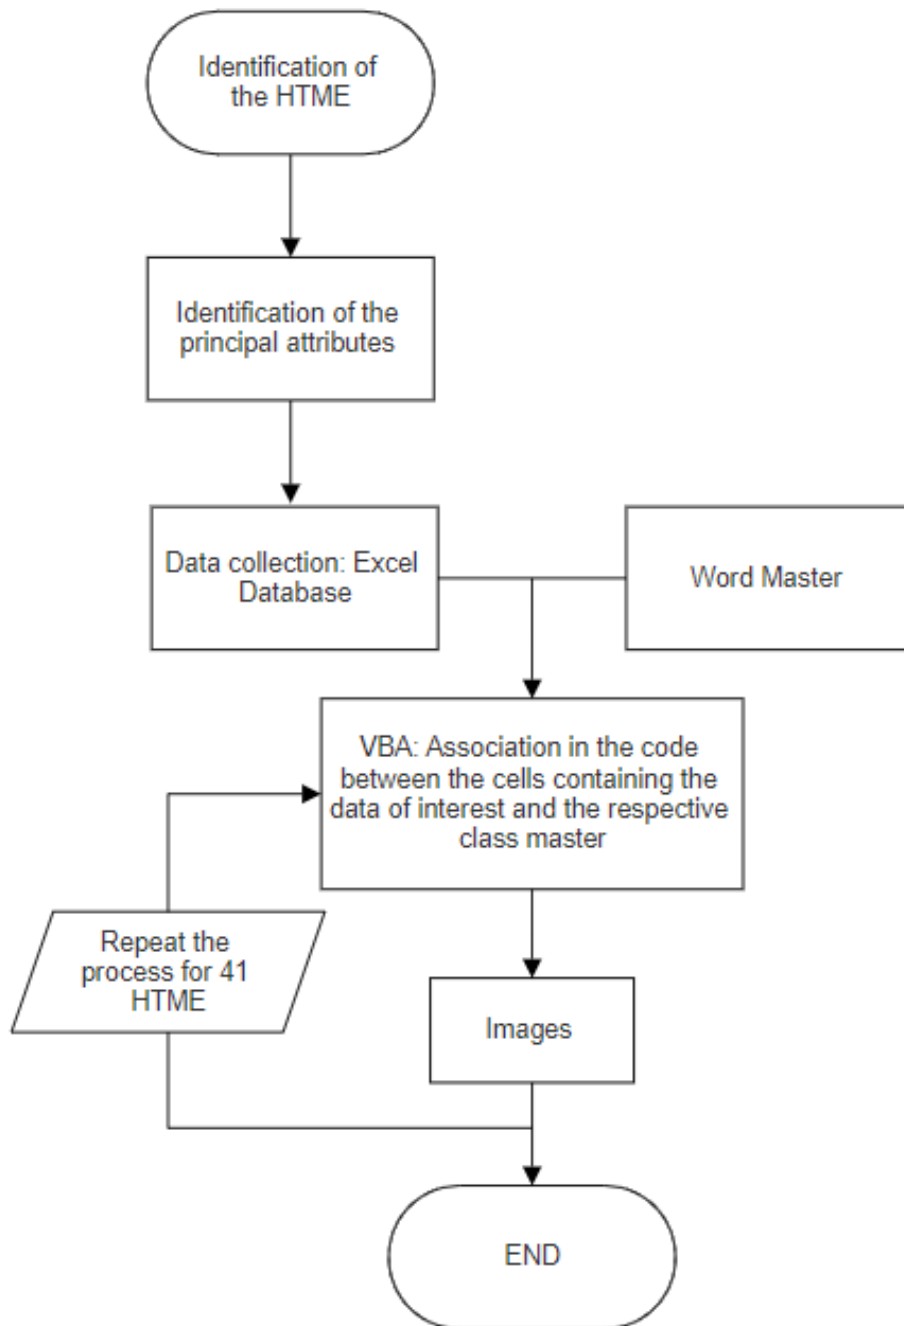 Identification of
the HTME
Identification of the
principal attributes
Data collection: Excel
Database
Word Master
VBA: Association in the code
between the cells containing the
data of interest and the respective
class master
Repeat the
process for 41
HTME
Images
END